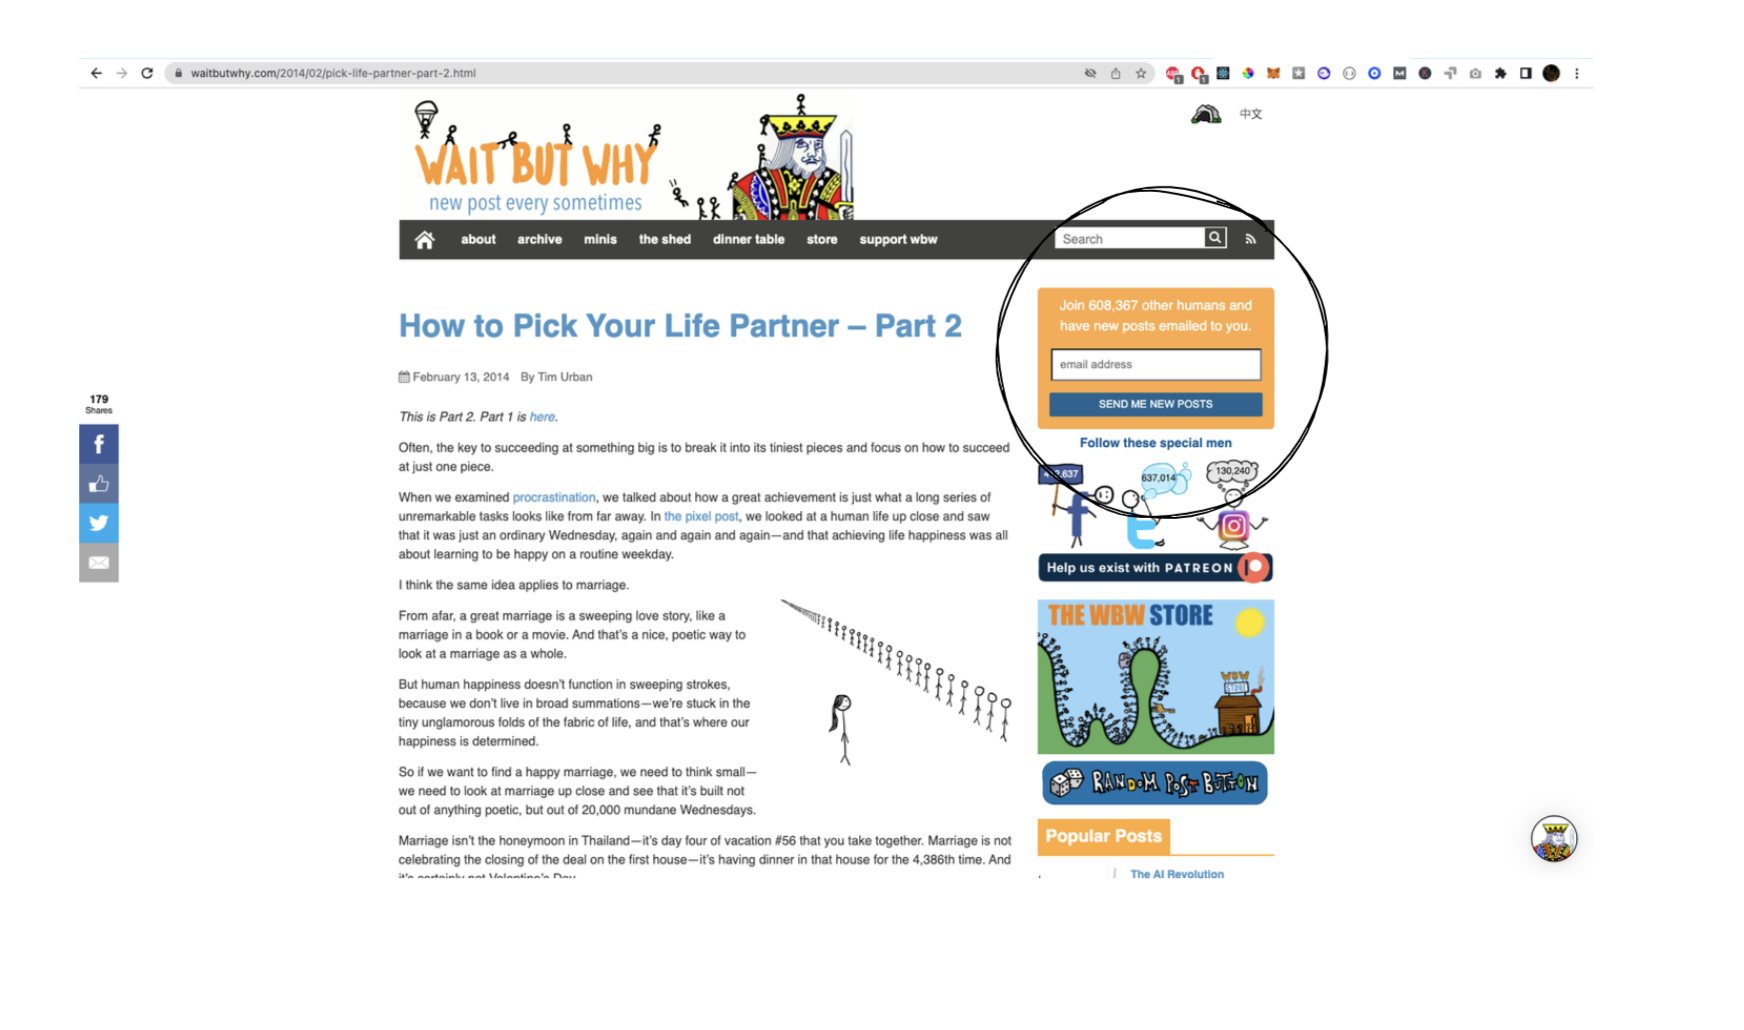 waitbutwhy.com/2014/02/pick-life-partner-part-2.html
中文
WAIT BUT WHY
new post every sometimes
about archive minis the shed dinner table store support wbw
Search
How to Pick Your Life Partner – Part 2
February 13, 2014 By Tim Urban
179
Shares
This is Part 2. Part 1 is here.
Often, the key to succeeding at something big is to break it into its tiniest pieces and focus on how to succeed
at just one piece.
When we examined procrastination, we talked about how a great achievement is just what a long series of
unremarkable tasks looks like from far away. In the pixel post, we looked at a human life up close and saw
that it was just an ordinary Wednesday, again and again and again—and that achieving life happiness was all
about learning to be happy on a routine weekday.
I think the same idea applies to marriage.
From afar, a great marriage is a sweeping love story, like a
marriage in a book or a movie. And that's a nice, poetic way to
look at a marriage as a whole.
But human happiness doesn't function in sweeping strokes,
because we don't live in broad summations—we're stuck in the
tiny unglamorous folds of the fabric of life, and that's where our
happiness is determined.
So if we want to find a happy marriage, we need to think small—
we need to look at marriage up close and see that it's built not
out of anything poetic, but out of 20,000 mundane Wednesdays.
Marriage isn't the honeymoon in Thailand—it's day four of vacation #56 that you take together. Marriage is not
celebrating the closing of the deal on the first house—it's having dinner in that house for the 4,386th time. And
it's certainly not Valentine's Day.
Join 608,367 other humans and
have new posts emailed to you.
email address
SEND ME NEW POSTS
Follow these special men
637,014
130,240
Help us exist with PATREON
THE WBW STORE
WBW
STORE
RANDOM POST BUTTON
Popular Posts
The AI Revolution